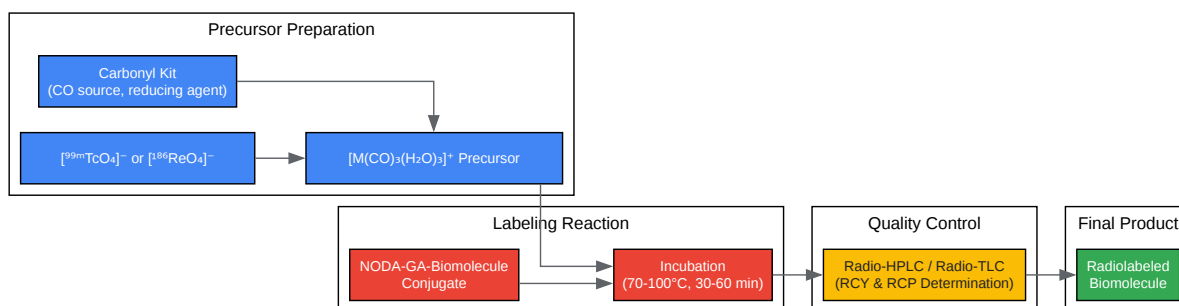 Precursor Preparation
Carbonyl Kit
(CO source, reducing agent)
[⁹⁹ᵐTcO₄]⁻ or [¹⁸⁶ReO₄]⁻
[M(CO)₃(H₂O)₃]⁺ Precursor
Labeling Reaction
NODA-GA-Biomolecule
Conjugate
Incubation
(70-100°C, 30-60 min)
Quality Control
Radio-HPLC / Radio-TLC
(RCY & RCP Determination)
Final Product
Radiolabeled
Biomolecule